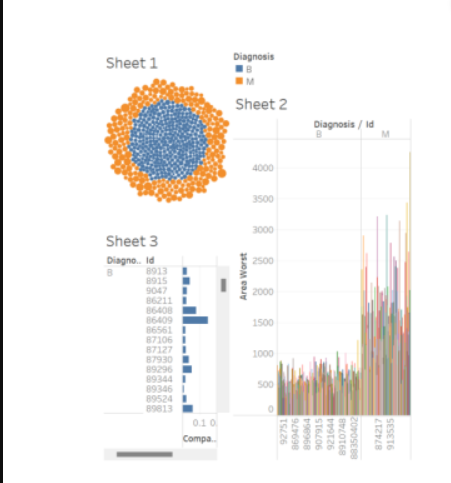 Sheet 1
Diagnosis
B
M
Sheet 2
Diagnosis / Id
B M
4000
3500
3000
2500
2000
1500
1000
500
0
Area Worst
92751
869476
896864
907915
921644
8910748
88350402
874217
913535
Sheet 3
Diagno.. Id
B 8913
8915
9047
86211
86408
86409
86561
87106
87127
87930
89296
89344
89346
89524
89813
0.1 0
Compa..